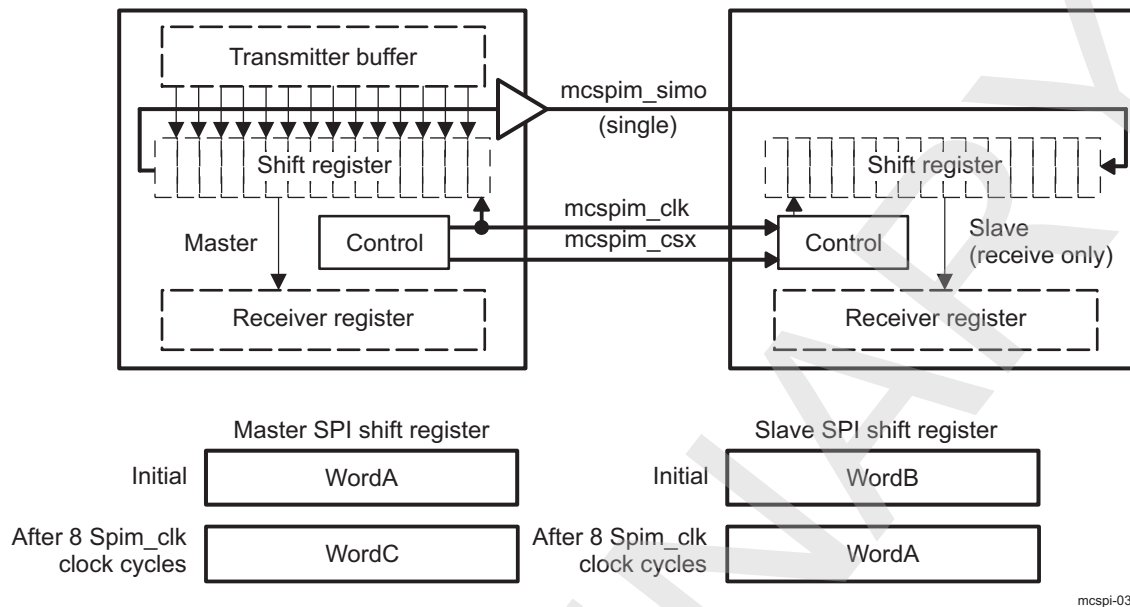 Transmitter buffer
mcspim_simo
(single)
Shift register
Shift register
mcspim_clk
Master
Control
mcspim_csx
Control
Slave
(receive only)
Receiver register
Receiver register
Master SPI shift register
Slave SPI shift register
Initial
WordA
Initial
WordB
After 8 Spim_clk
clock cycles
WordC
After 8 Spim_clk
clock cycles
WordA
mcspi-03